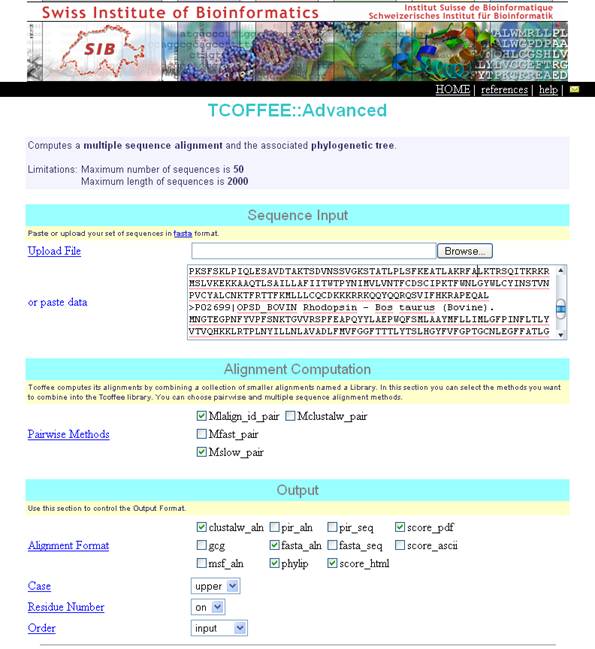 Swiss Institute of Bioinformatics
Institut Suisse de Bioinformatique
Schweizerisches Institut für Bioinformatik
SIB
ALWMRLLPL
ALWGPDPAA
HLCGSHLV
LYLVCGERG
FYTPKTRREAED
HOME | references | help |
TCOFFEE::Advanced
Computes a multiple sequence alignment and the associated phylogenetic tree.
Limitations: Maximum number of sequences is 50
Maximum length of sequences is 2000
Sequence Input
Paste or upload your set of sequences in fasta format.
Upload File Browse...
or paste data
PKSFSKLPIQLESAVDTAKTSDVNSSVGKSTATLPLSFKEATLAKRFALKTRSQITKRKR
MSLVKEKKAAQTLSAILLAFIITWTPYNIMVLVNTFCDSCIPKTFWNLGYWLCYINSTVN
PVCYALCNKTFRTTFKMLLLCQCDKKKRRKQQYQQRQSVIFHKRAPEQAL
>P02699|OPSD_BOVIN Rhodopsin - Bos taurus (Bovine).
MNGTEGPNFYVPFSNKTGVVRSPFEAPQYYLAEPWQFSMLAAYMFLLIMLGFPINFLTLY
VTVQHKKLRTPLNYILLNLAVADLFMVFGGFTTTLYTSLHGYFVFGPTGCNLEGFFATLG
Alignment Computation
Tcoffee computes its alignments by combining a collection of smaller alignments named a Library. In this section you can select the methods you want
to combine into the Tcoffee library. You can choose pairwise and multiple sequence alignment methods.
Pairwise Methods
Mlalign_id_pair Mclustalw_pair
Mfast_pair
Mslow_pair
Output
Use this section to control the Output Format.
Alignment Format
clustalw_aln pir_aln pir_seq score_pdf
gcg fasta_aln fasta_seq score_ascii
msf_aln phylip score_html
Case upper
Residue Number on
Order input